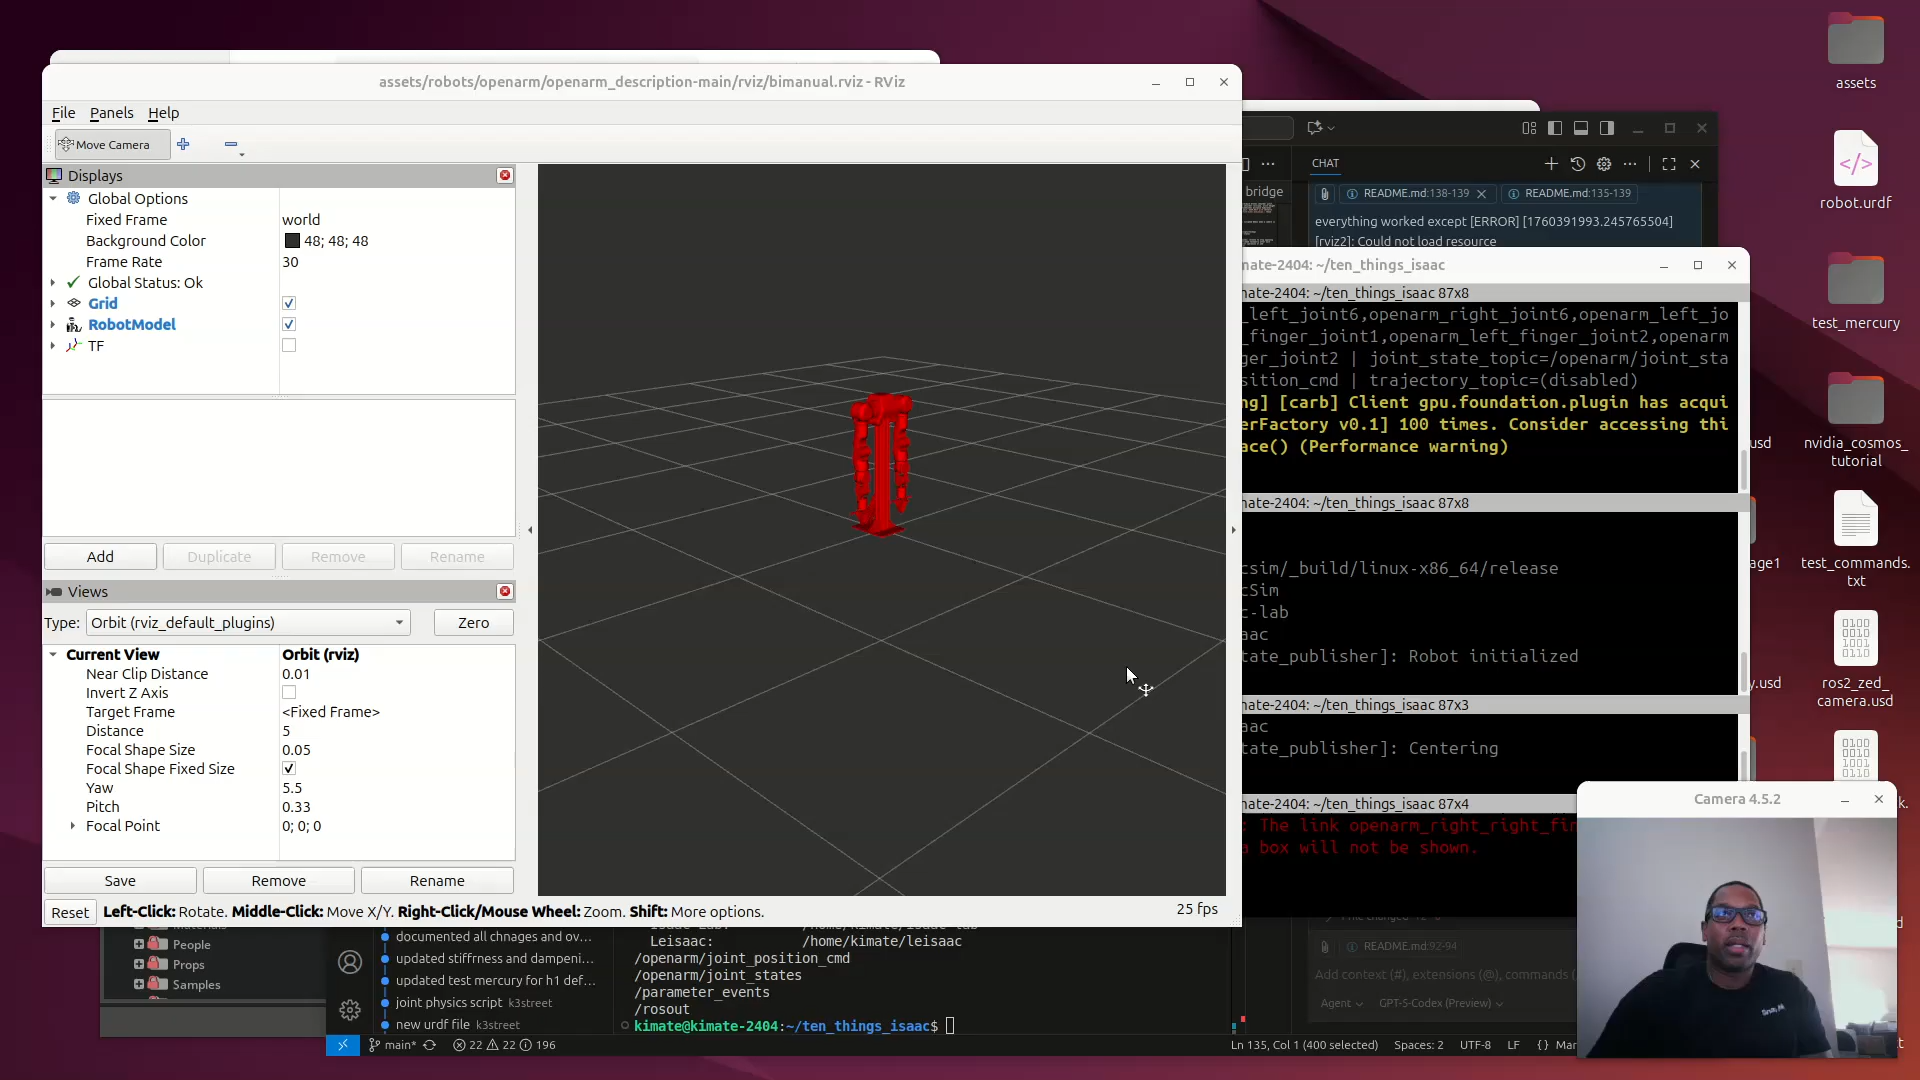 assets/robots/openarm/openarm_description-main/rviz/bimanual.rviz - RViz
File Panels Help
Move Camera
Displays
Global Options
Fixed Frame world
Background Color 48; 48; 48
Frame Rate 30
Global Status: Ok
Grid
RobotModel
TF
Add Duplicate Remove Rename
Views
Type: Orbit (rviz_default_plugins) Zero
Current View Orbit (rviz)
Near Clip Distance 0.01
Invert Z Axis
Target Frame <Fixed Frame>
Distance 5
Focal Shape Size 0.05
Focal Shape Fixed Size
Yaw 5.5
Pitch 0.33
Focal Point 0; 0; 0
Save Remove Rename
Reset Left-Click: Rotate. Middle-Click: Move X/Y. Right-Click/Mouse Wheel: Zoom. Shift: More options. 25 fps
CHAT
bridge
README.md:138-139 README.md:135-139
everything worked except [ERROR] [1760391993.245765504]
[rviz2]: Could not load resource
mate-2404: ~/ten_things_isaac
mate-2404: ~/ten_things_isaac 87x8
_left_joint6,openarm_right_joint6,openarm_left_jo
_finger_joint1,openarm_left_finger_joint2,openarm
ger_joint2 | joint_state_topic=/openarm/joint_sta
sition_cmd | trajectory_topic=(disabled)
ng] [carb] Client gpu.foundation.plugin has acqui
erFactory v0.1] 100 times. Consider accessing thi
ace() (Performance warning)
mate-2404: ~/ten_things_isaac 87x8
csim/_build/linux-x86_64/release
cSim
c-lab
aac
tate_publisher]: Robot initialized
mate-2404: ~/ten_things_isaac 87x3
aac
tate_publisher]: Centering
mate-2404: ~/ten_things_isaac 87x4
: The link openarm_right_right_fin
a box will not be shown.
Camera 4.5.2
README.md:92-94
Add context (#), extensions (@), commands (
Agent GPT-5-Codex (Preview)
People
Props
Samples
documented all chnages and ov...
updated stiffrness and dampeni...
updated test mercury for h1 def...
joint physics script k3street
new urdf file k3street
Leisaac: /home/kimate/leisaac
/openarm/joint_position_cmd
/openarm/joint_states
/parameter_events
/rosout
kimate@kimate-2404:~/ten_things_isaac$
main* 22 22 196
Ln 135, Col 1 (400 selected) Spaces: 2 UTF-8 LF {} Mar
assets
robot.urdf
test_mercury
nvidia_cosmos_
tutorial
test_commands.
txt
ros2_zed_
camera.usd
usd
age1
y.usd